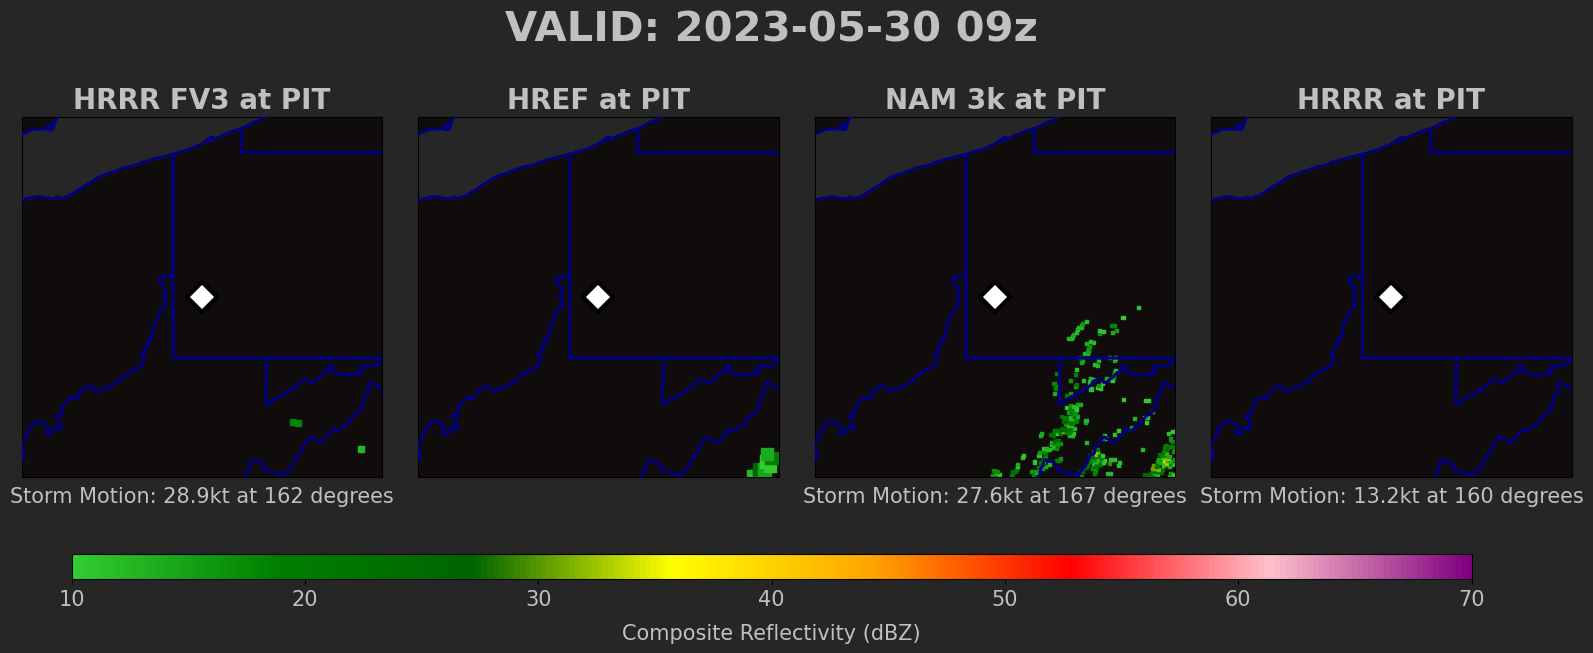 VALID: 2023-05-30 09z
HRRR FV3 at PIT
HREF at PIT
NAM 3k at PIT
HRRR at PIT
Storm Motion: 28.9kt at 162 degrees
Storm Motion: 27.6kt at 167 degrees
Storm Motion: 13.2kt at 160 degrees
10 20 30 40 50 60 70
Composite Reflectivity (dBZ)